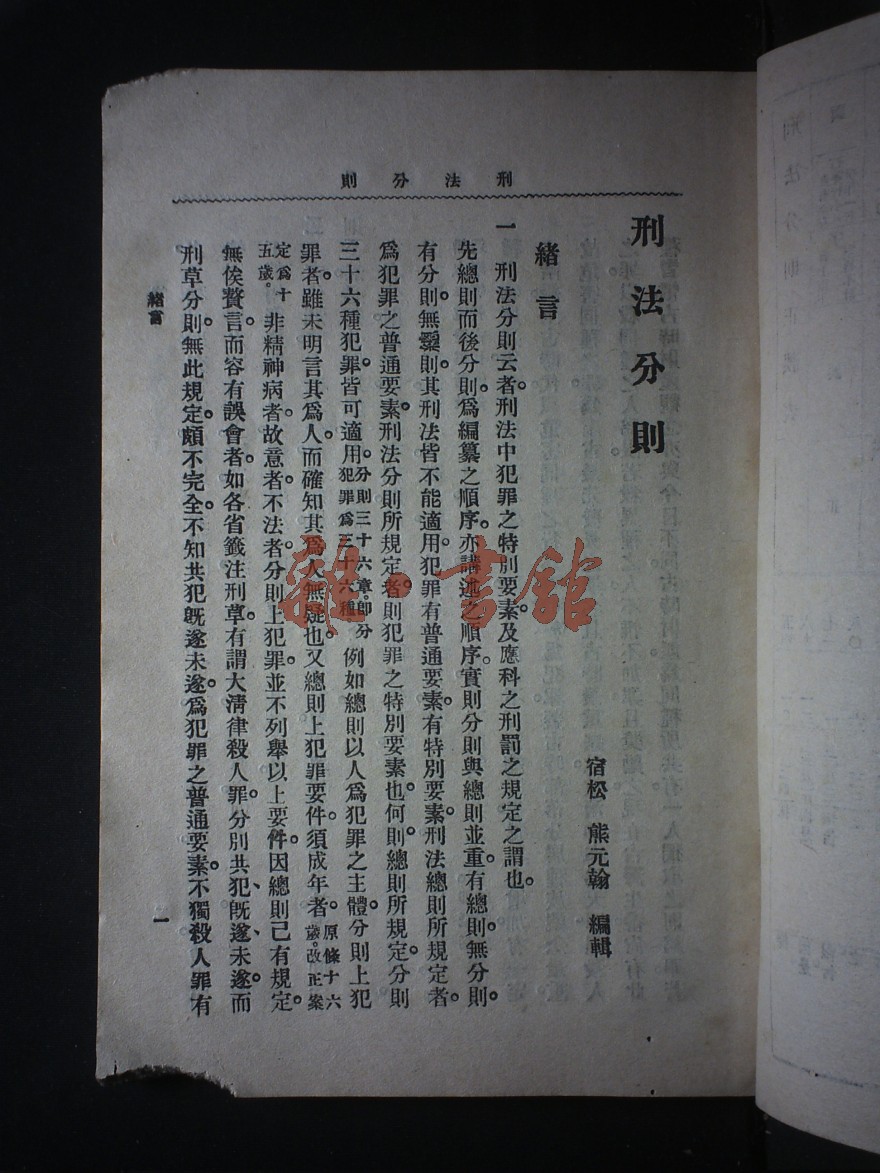 刑法分則
刑法分則
宿松 熊元翰 編輯
緒言
一 刑法分則云者。刑法中犯罪之特別要素。及應科之刑罰之規定之謂也。
先總則而後分則。爲編纂之順序。亦講述之順序。實則分則與總則並重。有總則。無分則。
有分則。無總則。其刑法皆不能適用。犯罪有普通要素。有特別要素。刑法總則所規定者。
爲犯罪之普通要素。刑法分則所規定者。則犯罪之特別要素也。何則。總則所規定。分則
三十六種犯罪。皆可適用。分則三十六章。卽分犯罪爲三十六種 例如總則以人爲犯罪之主體。分則上犯
罪者。雖未明言其爲人。而確知其爲人無疑也。又總則上犯罪要件。須成年者。原條十六歲。改正案
定爲十五歲。 非精神病者。故意者。不法者。分則上犯罪。並不列舉以上要件。因總則已有規定。
無俟贅言。而容有誤會者。如各省籤注刑草。有謂大淸律殺人罪。分別共犯、旣遂、未遂。而
刑草分則。無此規定。頗不完全。不知共犯旣遂未遂。爲犯罪之普通要素。不獨殺人罪有
緒言
一
雜·書館